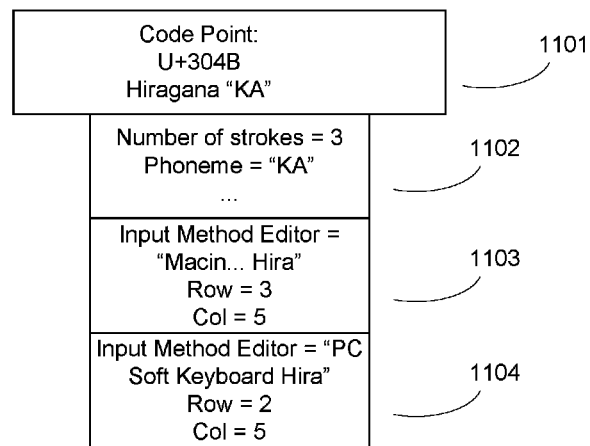 Code Point:
U+304B
Hiragana “KA”
1101
Number of strokes = 3
Phoneme = “KA”
...
1102
Input Method Editor =
“Macin... Hira”
Row = 3
Col = 5
1103
Input Method Editor = “PC
Soft Keyboard Hira”
Row = 2
Col = 5
1104